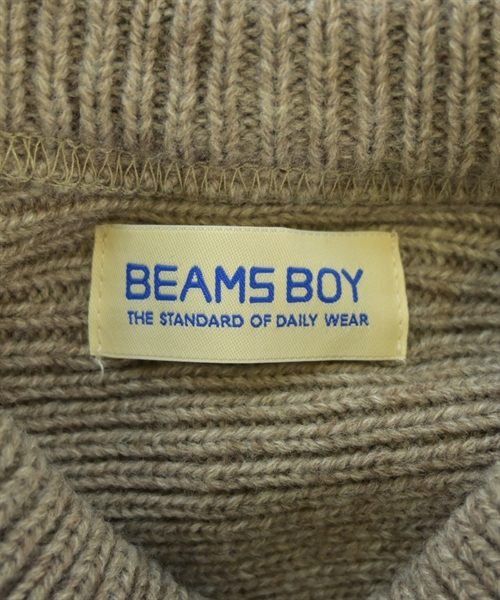 BEAMS BOY
THE STANDARD OF DAILY WEAR